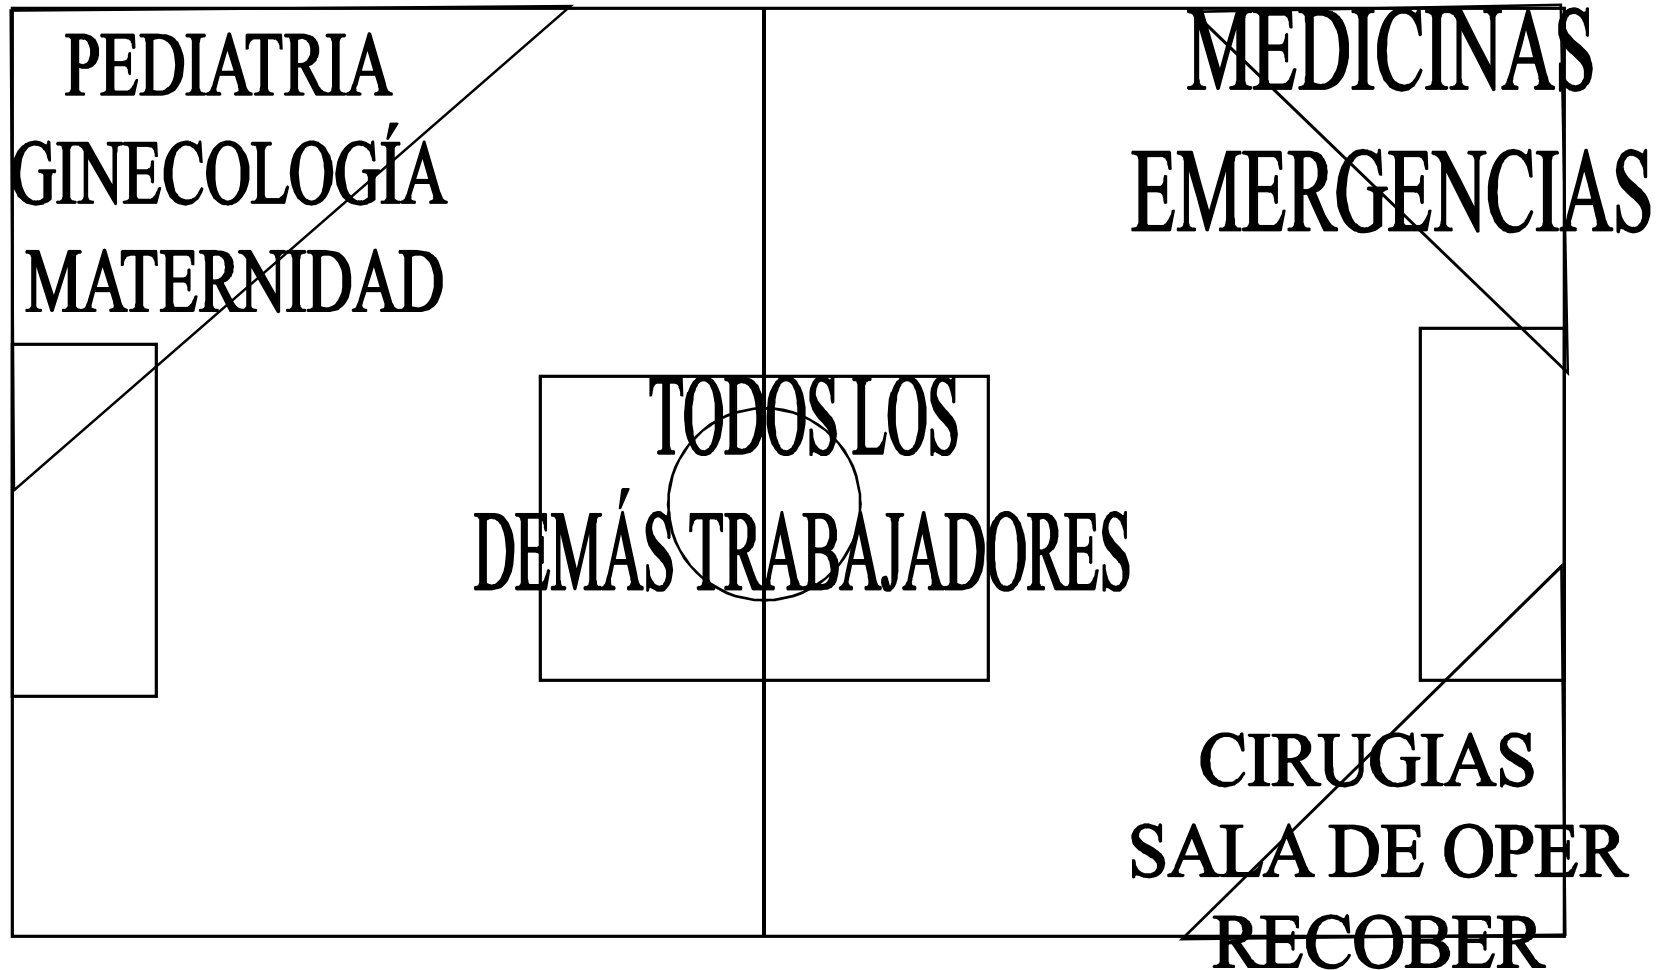 PEDIATRIA
GINECOLOGÍA
MATERNIDAD
MEDICINAS
EMERGENCIAS
TODOS LOS
DEMÁS TRABAJADORES
CIRUGIAS
SALA DE OPER
RECOBER